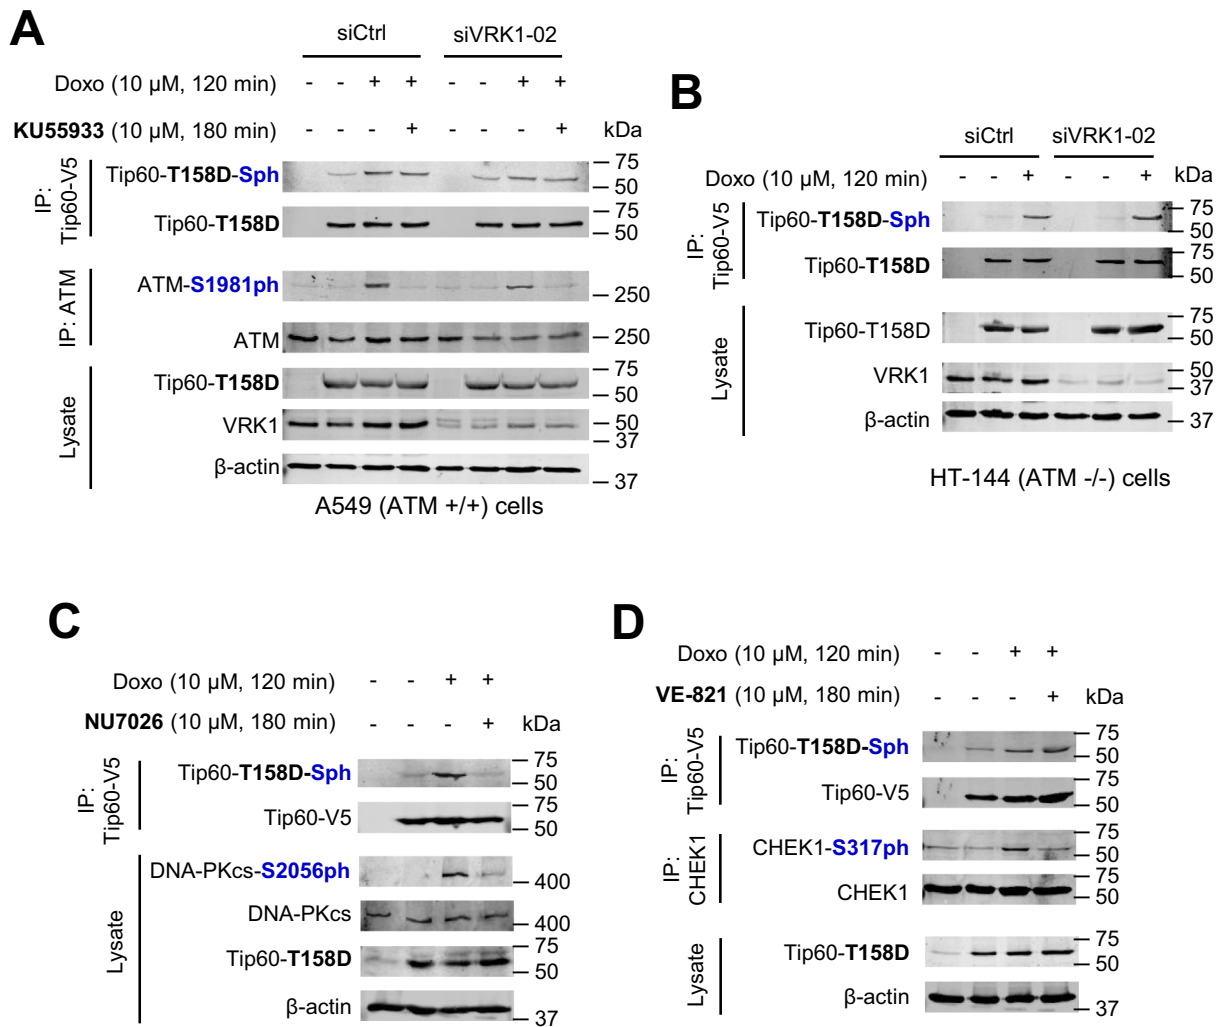 A
siCtrl siVRK1-02
Doxo (10 µM, 120 min) - - + + - - + +
KU55933 (10 µM, 180 min) - - - + - - - + kDa
IP: Tip60-V5
Tip60-T158D-Sph 75 50
Tip60-T158D 75 50
IP: ATM
ATM-S1981ph 250
ATM 250
Lysate
Tip60-T158D 75 50
VRK1 50 37
β-actin 37
A549 (ATM +/+) cells
B
siCtrl siVRK1-02
Doxo (10 µM, 120 min) - - + - - + kDa
IP: Tip60-V5
Tip60-T158D-Sph 75 50
Tip60-T158D 75 50
Lysate
Tip60-T158D 75 50
VRK1 50 37
β-actin 37
HT-144 (ATM -/-) cells
C
Doxo (10 µM, 120 min) - - + +
NU7026 (10 µM, 180 min) - - - + kDa
IP: Tip60-V5
Tip60-T158D-Sph 75 50
Tip60-V5 75 50
Lysate
DNA-PKcs-S2056ph 400
DNA-PKcs 400
Tip60-T158D 75 50
β-actin 37
D
Doxo (10 µM, 120 min) - - + +
VE-821 (10 µM, 180 min) - - - + kDa
IP: Tip60-V5
Tip60-T158D-Sph 75 50
Tip60-V5 75 50
IP: CHEK1
CHEK1-S317ph 75 50
CHEK1 75 50
Lysate
Tip60-T158D 75 50
β-actin 37